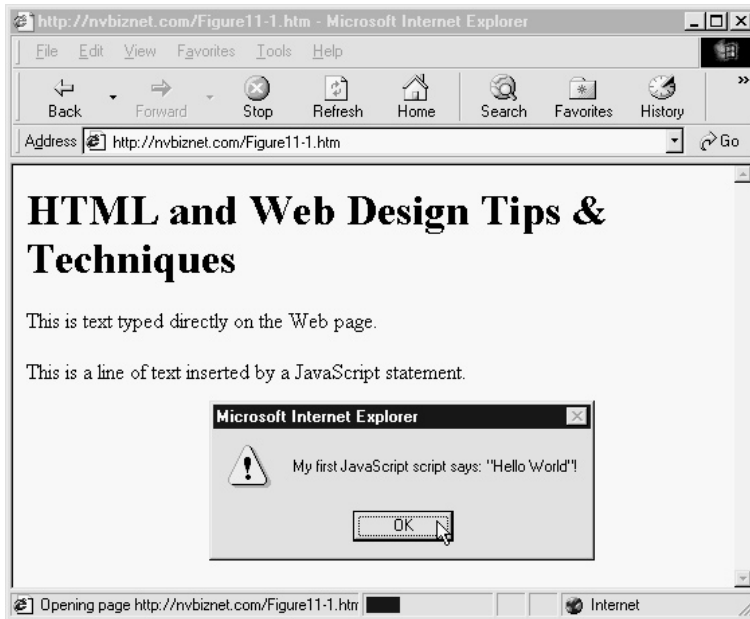 http://nvbiznet.com/Figure11-1.htm - Microsoft Internet Explorer
File Edit View Favorites Tools Help
Back Forward Stop Refresh Home Search Favorites History »
Address http://nvbiznet.com/Figure11-1.htm Go
HTML and Web Design Tips &
Techniques
This is text typed directly on the Web page.
This is a line of text inserted by a JavaScript statement.
Microsoft Internet Explorer
My first JavaScript script says: "Hello World"!
OK
Opening page http://nvbiznet.com/Figure11-1.htm Internet